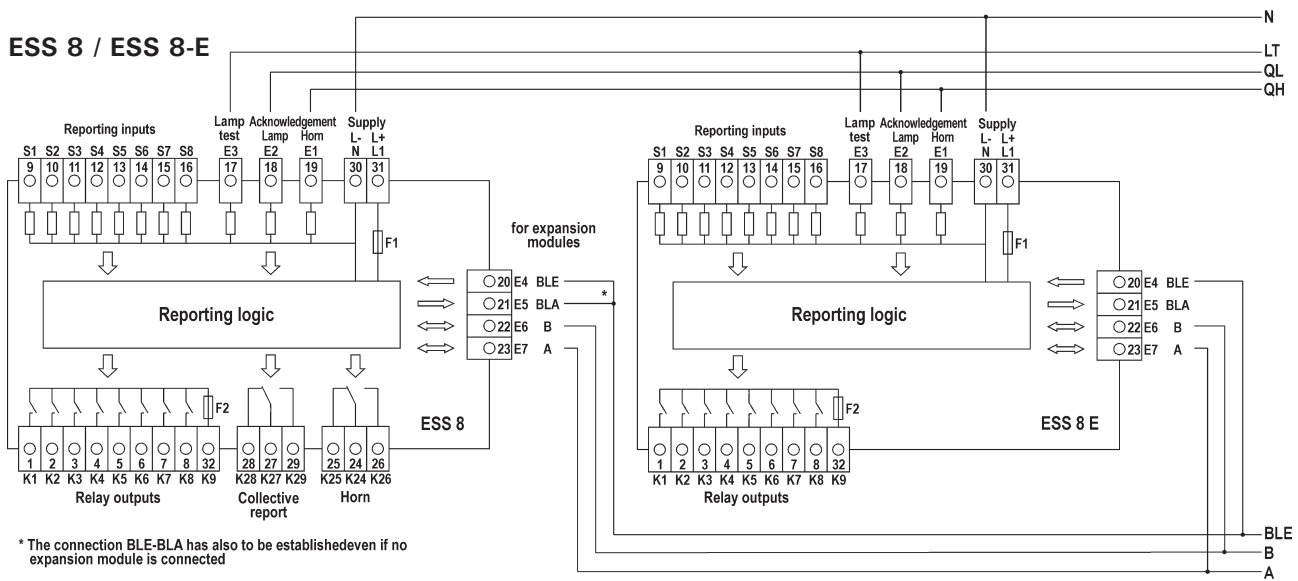 N
ESS 8 / ESS 8-E
LT
QL
QH
Lamp test E3
Acknowledgement
Lamp E2
Horn E1
Supply
L- L+
N L1
Reporting inputs
S1 S2 S3 S4 S5 S6 S7 S8
9 10 11 12 13 14 15 16 17 18 19 30 31
F1
Reporting logic
for expansion
modules
20 E4 BLE
*
21 E5 BLA
22 E6 B
23 E7 A
F2
ESS 8
1 2 3 4 5 6 7 8 32 28 27 29 25 24 26
K1 K2 K3 K4 K5 K6 K7 K8 K9 K28 K27 K29 K25 K24 K26
Relay outputs
Collective
report
Horn
* The connection BLE-BLA has also to be establishedeven if no
expansion module is connected
Lamp test E3
Acknowledgement
Lamp E2
Horn E1
Supply
L- L+
N L1
Reporting inputs
S1 S2 S3 S4 S5 S6 S7 S8
9 10 11 12 13 14 15 16 17 18 19 30 31
F1
Reporting logic
20 E4 BLE
21 E5 BLA
22 E6 B
23 E7 A
F2
ESS 8 E
1 2 3 4 5 6 7 8 32
K1 K2 K3 K4 K5 K6 K7 K8 K9
Relay outputs
BLE
B
A